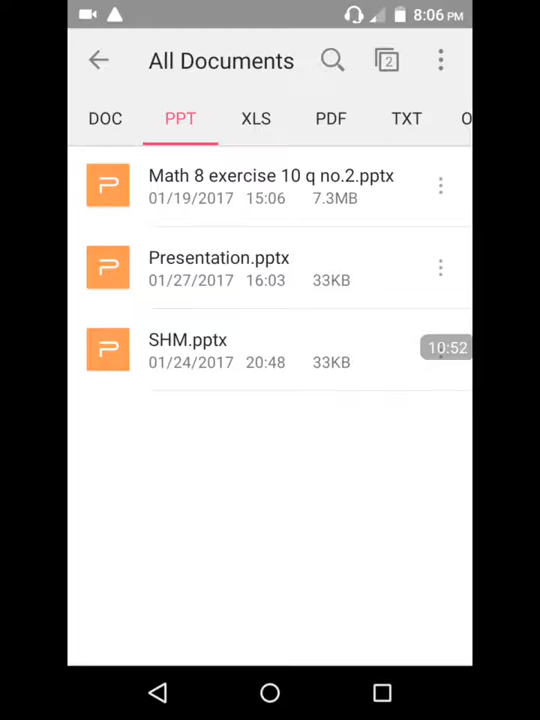 8:06 PM
All Documents
2
DOC PPT XLS PDF TXT O
Math 8 exercise 10 q no.2.pptx
01/19/2017 15:06 7.3MB
Presentation.pptx
01/27/2017 16:03 33KB
SHM.pptx
01/24/2017 20:48 33KB
10:52